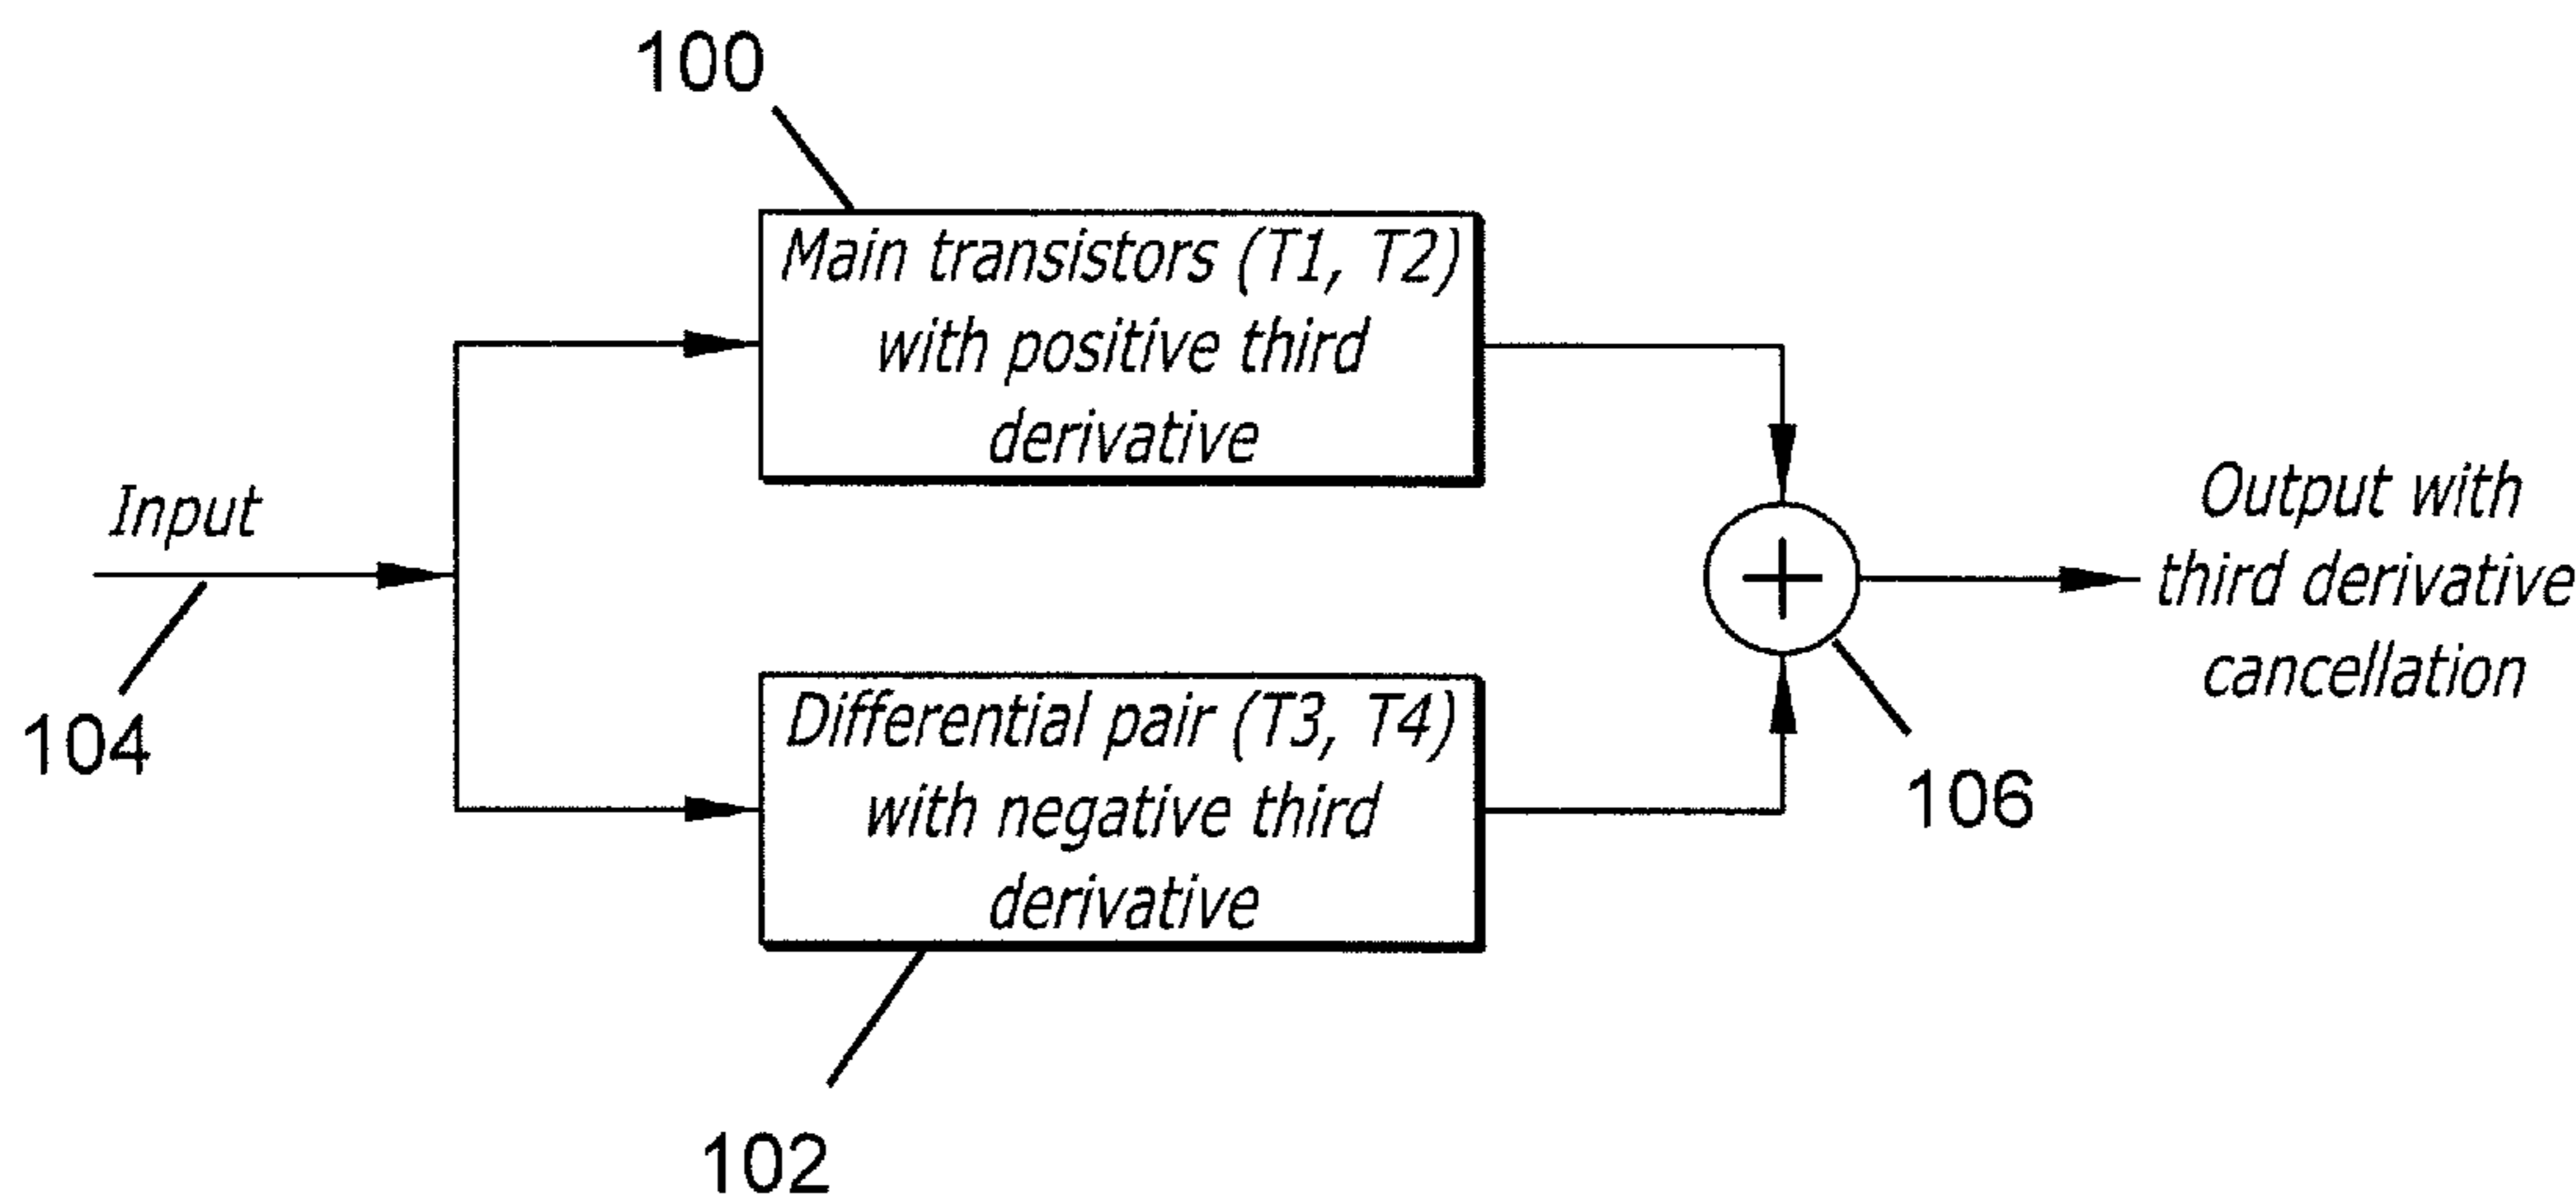 100
Main transistors (T1, T2)
with positive third
derivative
Input
104
Output with
third derivative
cancellation
+
106
Differential pair (T3, T4)
with negative third
derivative
102